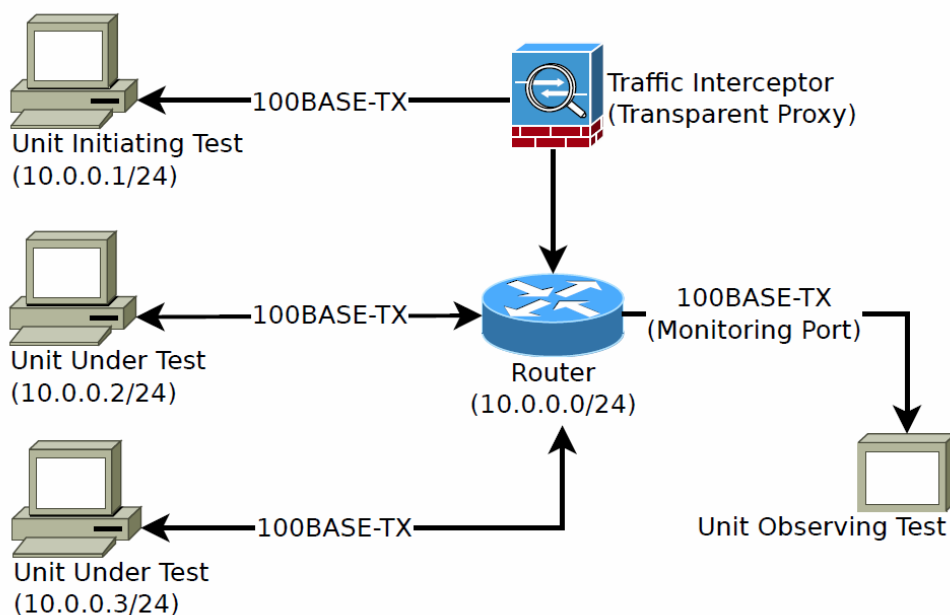 100BASE-TX
Traffic Interceptor
(Transparent Proxy)
Unit Initiating Test
(10.0.0.1/24)
100BASE-TX
100BASE-TX
(Monitoring Port)
Unit Under Test
(10.0.0.2/24)
Router
(10.0.0.0/24)
100BASE-TX
Unit Observing Test
Unit Under Test
(10.0.0.3/24)